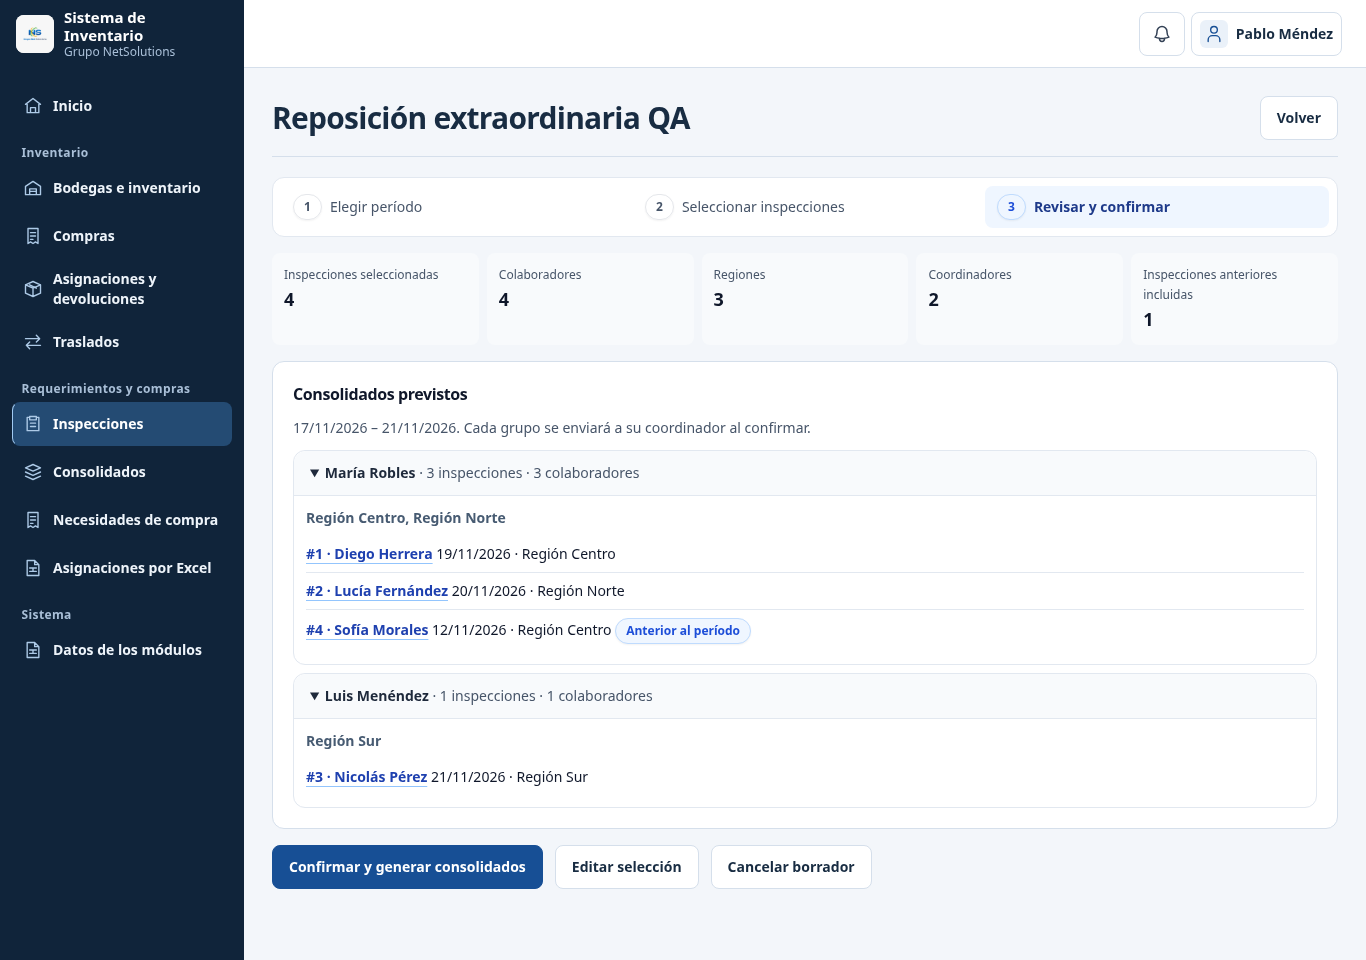 Sistema de
Inventario
Grupo NetSolutions
Inicio
Inventario
Bodegas e inventario
Compras
Asignaciones y
devoluciones
Traslados
Requerimientos y compras
Inspecciones
Consolidados
Necesidades de compra
Asignaciones por Excel
Sistema
Datos de los módulos
Pablo Méndez
Reposición extraordinaria QA
Volver
1 Elegir período
2 Seleccionar inspecciones
3 Revisar y confirmar
Inspecciones seleccionadas
4
Colaboradores
4
Regiones
3
Coordinadores
2
Inspecciones anteriores
incluidas
1
Consolidados previstos
17/11/2026 – 21/11/2026. Cada grupo se enviará a su coordinador al confirmar.
▼ María Robles · 3 inspecciones · 3 colaboradores
Región Centro, Región Norte
#1 · Diego Herrera 19/11/2026 · Región Centro
#2 · Lucía Fernández 20/11/2026 · Región Norte
#4 · Sofía Morales 12/11/2026 · Región Centro Anterior al período
▼ Luis Menéndez · 1 inspecciones · 1 colaboradores
Región Sur
#3 · Nicolás Pérez 21/11/2026 · Región Sur
Confirmar y generar consolidados
Editar selección
Cancelar borrador